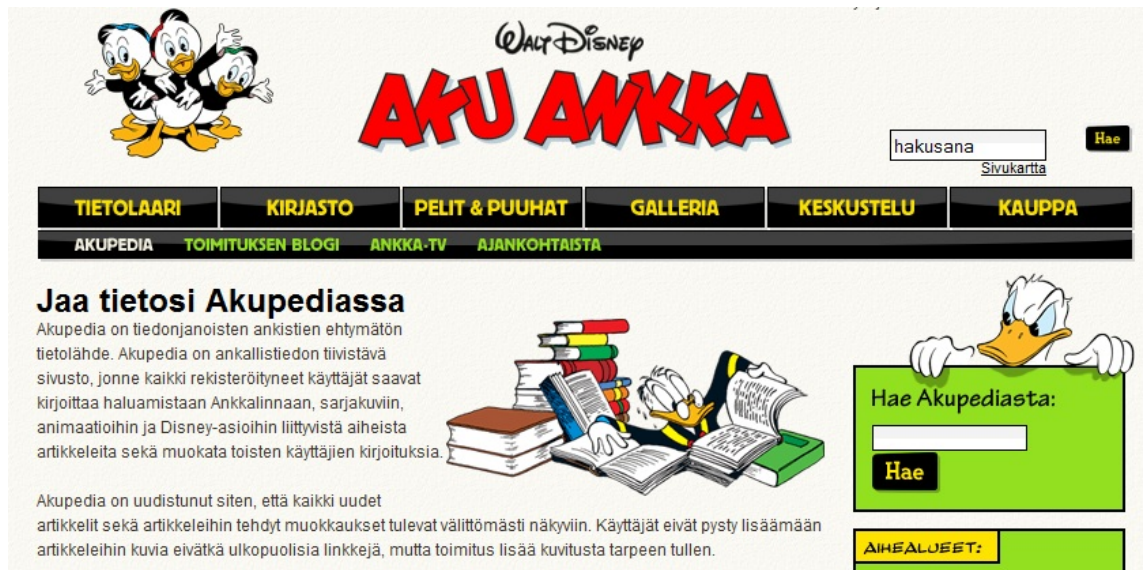 WALT DISNEY
AKU ANKKA
hakusana
Hae
Sivukartta
TIETOLAARI KIRJASTO PELIT & PUUHAT GALLERIA KESKUSTELU KAUPPA
AKUPEDIA TOIMITUKSEN BLOGI ANKKA-TV AJANKOHTAISTA
Jaa tietosi Akupediassa
Akupedia on tiedonjanoisten ankistien ehtymätön
tietolähde. Akupedia on ankallistiedon tiivistävä
sivusto, jonne kaikki rekisteröityneet käyttäjät saavat
kirjoittaa haluamistaan Ankkalinnaan, sarjakuviin,
animaatioihin ja Disney-asioihin liittyvistä aiheista
artikkeleita sekä muokata toisten käyttäjien kirjoituksia.
Akupedia on uudistunut siten, että kaikki uudet
artikkelit sekä artikkeleihin tehdyt muokkaukset tulevat välittömästi näkyviin. Käyttäjät eivät pysty lisäämään
artikkeleihin kuvia eivätkä ulkopuolisia linkkejä, mutta toimitus lisää kuvitusta tarpeen tullen.
Hae Akupediasta:
Hae
AIHEALUEET: